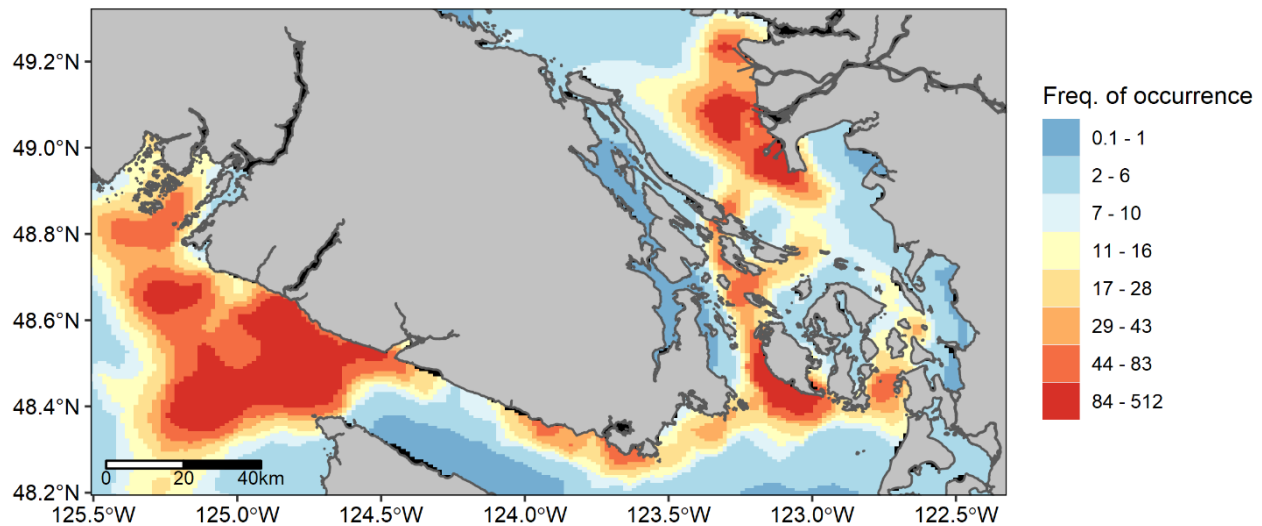 49.2°N
49.0°N
48.8°N
48.6°N
48.4°N
48.2°N
0 20 40km
125.5°W 125.0°W 124.5°W 124.0°W 123.5°W 123.0°W 122.5°W
Freq. of occurrence
0.1 - 1
2 - 6
7 - 10
11 - 16
17 - 28
29 - 43
44 - 83
84 - 512